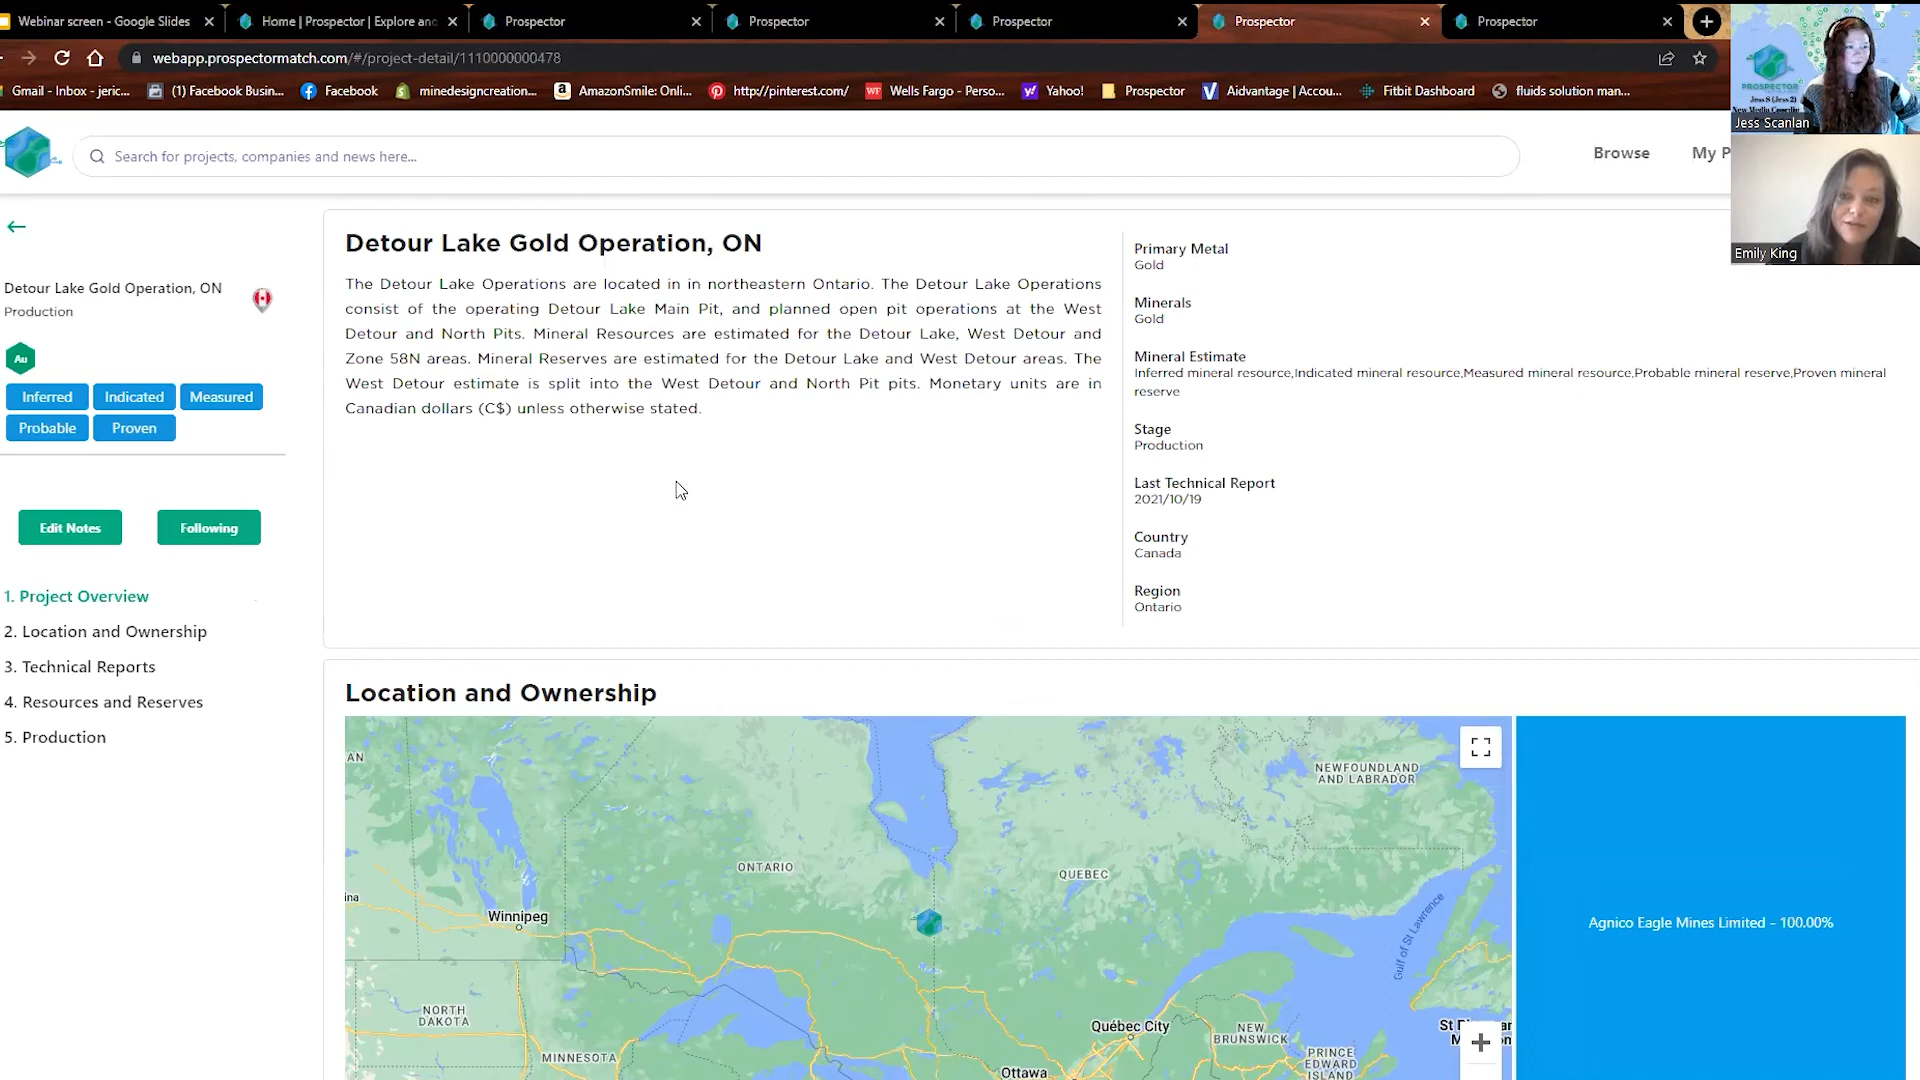 Webinar screen - Google Slides
Home | Prospector | Explore and
Prospector
Prospector
Prospector
Prospector
Prospector
webapp.prospectormatch.com/#/project-detail/1110000000478
Gmail - Inbox - jeric...
(1) Facebook Busin...
Facebook
minedesigncreation...
AmazonSmile: Onli...
http://pinterest.com/
WF
Wells Fargo - Perso...
Yahoo!
Prospector
Aidvantage | Accou...
Fitbit Dashboard
fluids solution man...
PROSPECTOR
Jess S (Jess 2)
Jess Scanlan
Emily King
Search for projects, companies and news here...
Browse
My P
Detour Lake Gold Operation, ON
Production
Au
Inferred
Indicated
Measured
Probable
Proven
Edit Notes
Following
1. Project Overview
2. Location and Ownership
3. Technical Reports
4. Resources and Reserves
5. Production
Detour Lake Gold Operation, ON
The Detour Lake Operations are located in in northeastern Ontario. The Detour Lake Operations
consist of the operating Detour Lake Main Pit, and planned open pit operations at the West
Detour and North Pits. Mineral Resources are estimated for the Detour Lake, West Detour and
Zone 58N areas. Mineral Reserves are estimated for the Detour Lake and West Detour areas. The
West Detour estimate is split into the West Detour and North Pit pits. Monetary units are in
Canadian dollars (C$) unless otherwise stated.
Primary Metal
Gold
Minerals
Gold
Mineral Estimate
Inferred mineral resource,Indicated mineral resource,Measured mineral resource,Probable mineral reserve,Proven mineral
reserve
Stage
Production
Last Technical Report
2021/10/19
Country
Canada
Region
Ontario
Location and Ownership
AN
NEWFOUNDLAND
AND LABRADOR
ONTARIO
QUEBEC
ina
Winnipeg
Gulf of St Lawrence
NORTH
DAKOTA
Québec City
NEW
BRUNSWICK
MINNESOTA
PRINCE
EDWARD
ISLAND
Ottawa
Agnico Eagle Mines Limited - 100.00%